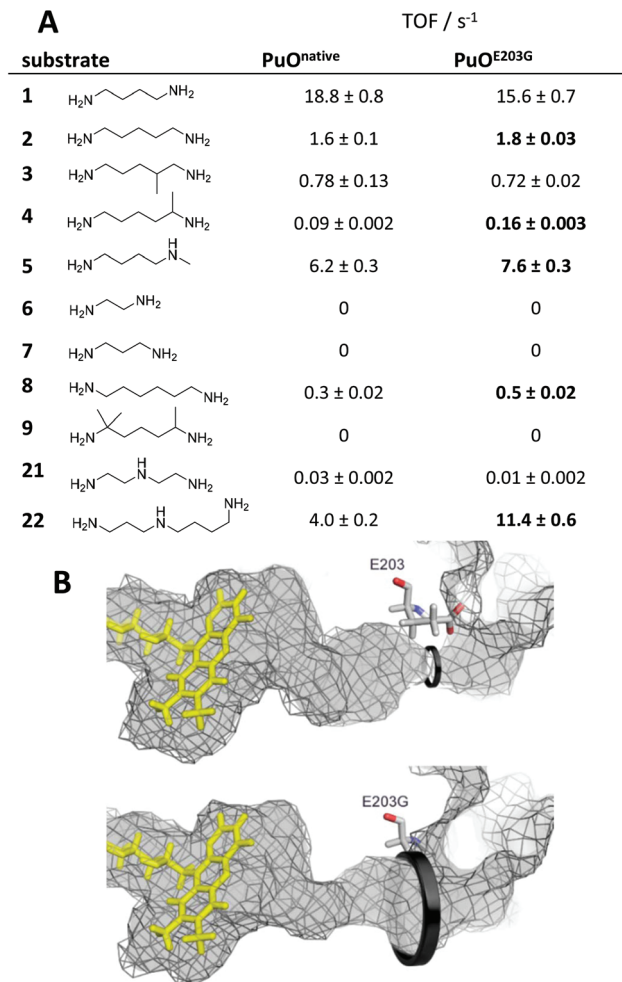 A
TOF / s⁻¹
substrate PuOnative PuOE203G
1 H₂N NH₂ 18.8 ± 0.8 15.6 ± 0.7
2 H₂N NH₂ 1.6 ± 0.1 1.8 ± 0.03
3 H₂N NH₂ 0.78 ± 0.13 0.72 ± 0.02
4 H₂N NH₂ 0.09 ± 0.002 0.16 ± 0.003
5 H₂N H N 6.2 ± 0.3 7.6 ± 0.3
6 H₂N NH₂ 0 0
7 H₂N NH₂ 0 0
8 H₂N NH₂ 0.3 ± 0.02 0.5 ± 0.02
9 H₂N NH₂ 0 0
21 H₂N H N NH₂ 0.03 ± 0.002 0.01 ± 0.002
22 H₂N H N NH₂ 4.0 ± 0.2 11.4 ± 0.6
B
E203
E203G